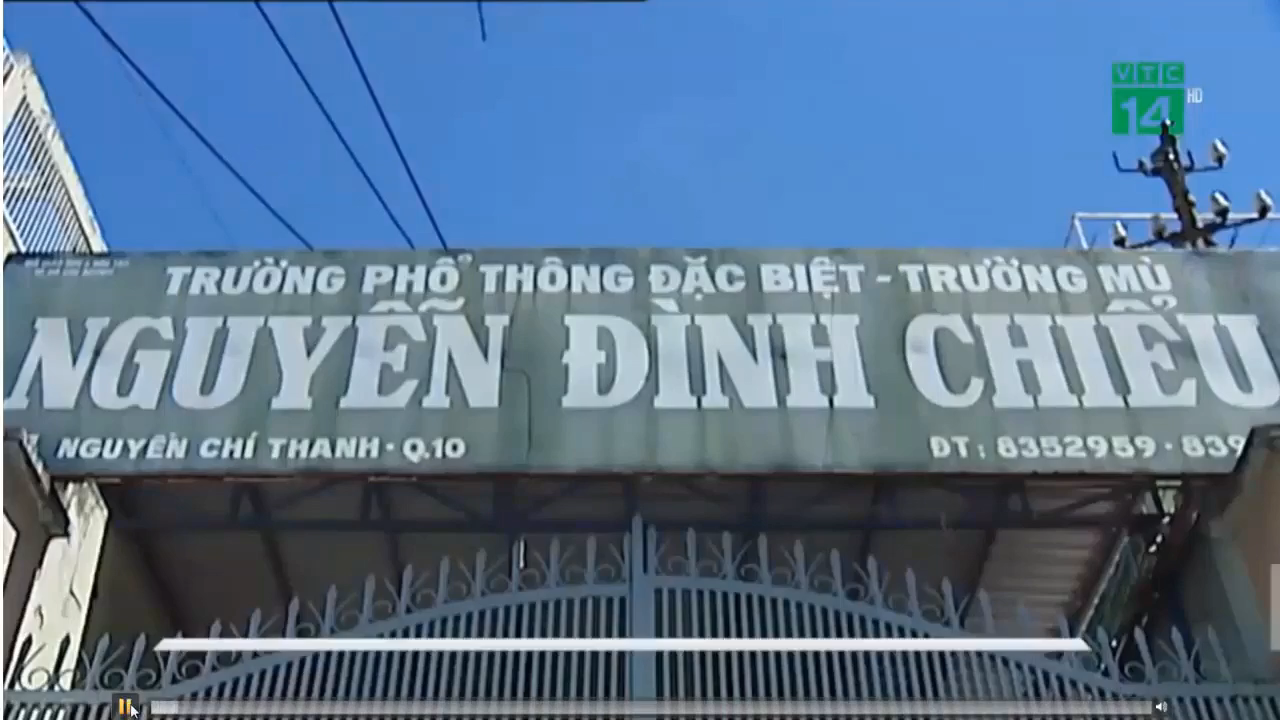 VTC
14 HD
TRƯỜNG PHỔ THÔNG ĐẶC BIỆT - TRƯỜNG MÙ
NGUYỄN ĐÌNH CHIỂU
NGUYỄN CHÍ THANH · Q.10
ĐT : 8352959 · 839